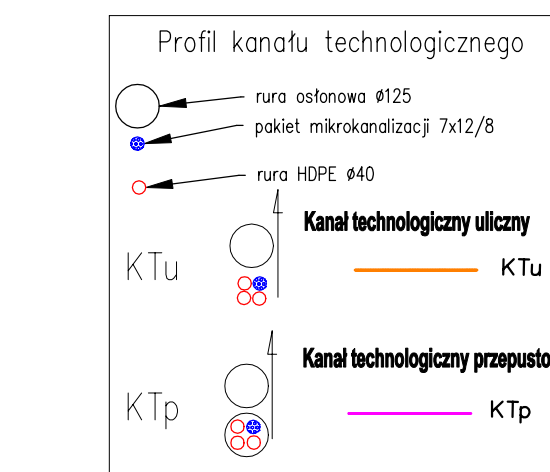 Profil kanału technologicznego
rura osłonowa ø125
pakiet mikrokanalizacji 7x12/8
rura HDPE ø40
Kanał technologiczny uliczny
KTu
KTu
Kanał technologiczny przepusto
KTp
KTp